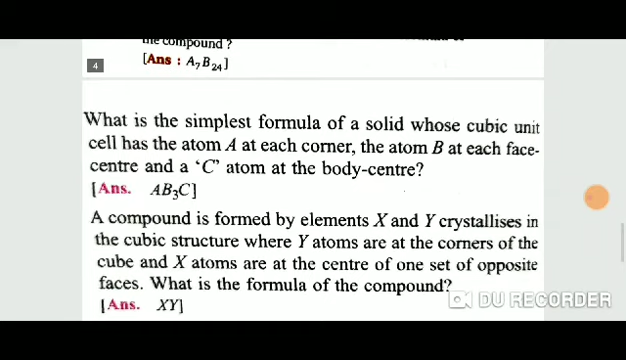 the compound ?
[Ans : A₇B₂₄]
4
What is the simplest formula of a solid whose cubic unit
cell has the atom A at each corner, the atom B at each face-
centre and a ‘C’ atom at the body-centre?
[Ans. AB₃C]
A compound is formed by elements X and Y crystallises in
the cubic structure where Y atoms are at the corners of the
cube and X atoms are at the centre of one set of opposite
faces. What is the formula of the compound?
[Ans. XY]
DU RECORDER